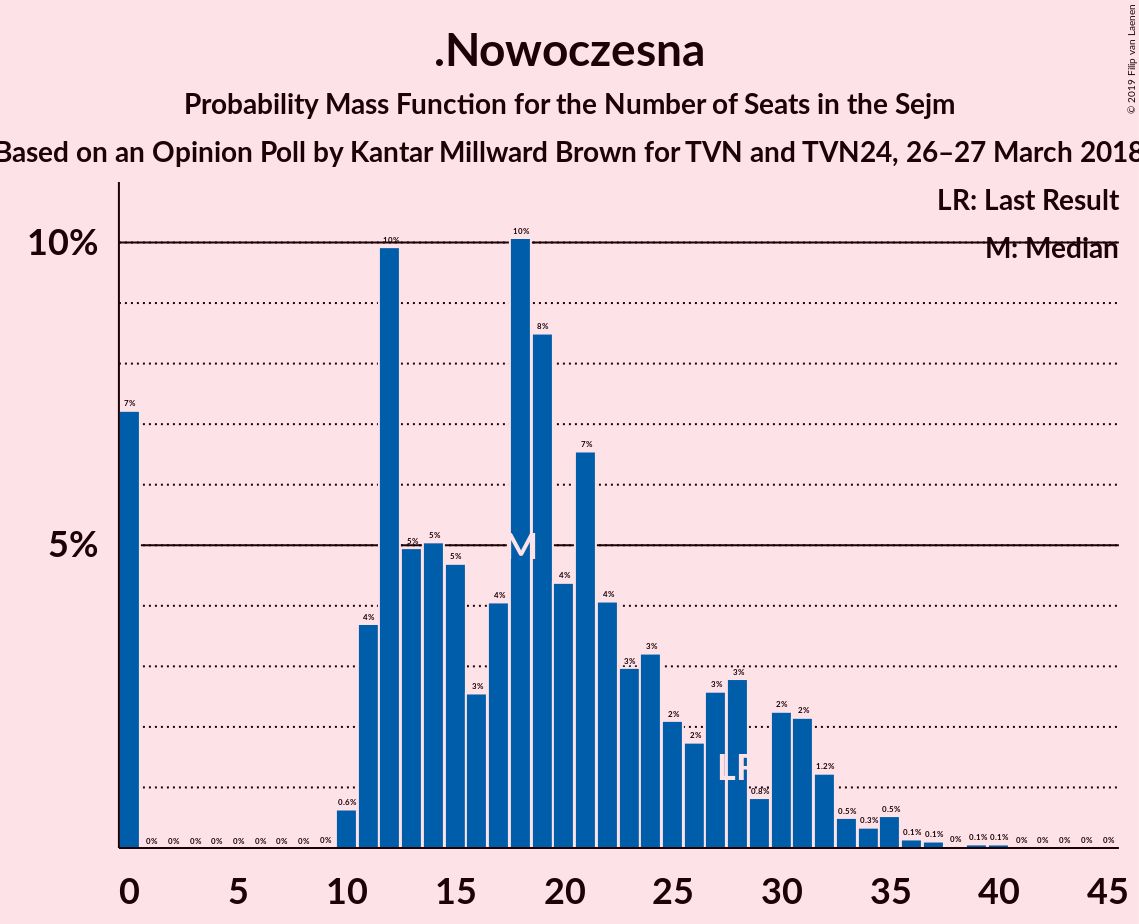 .Nowoczesna
Probability Mass Function for the Number of Seats in the Sejm
Based on an Opinion Poll by Kantar Millward Brown for TVN and TVN24, 26–27 March 2018
© 2019 Filip van Laenen
LR: Last Result
M: Median
10%
5%
7% 0% 0% 0% 0% 0% 0% 0% 0% 0% 0.6% 4% 10% 5% 5% 5% 3% 4% 10% 8% 4% 7% 4% 3% 3% 2% 2% 3% 3% 0.8% 2% 2% 1.2% 0.5% 0.3% 0.5% 0.1% 0.1% 0% 0.1% 0.1% 0% 0% 0% 0% 0%
M
LR
0 5 10 15 20 25 30 35 40 45